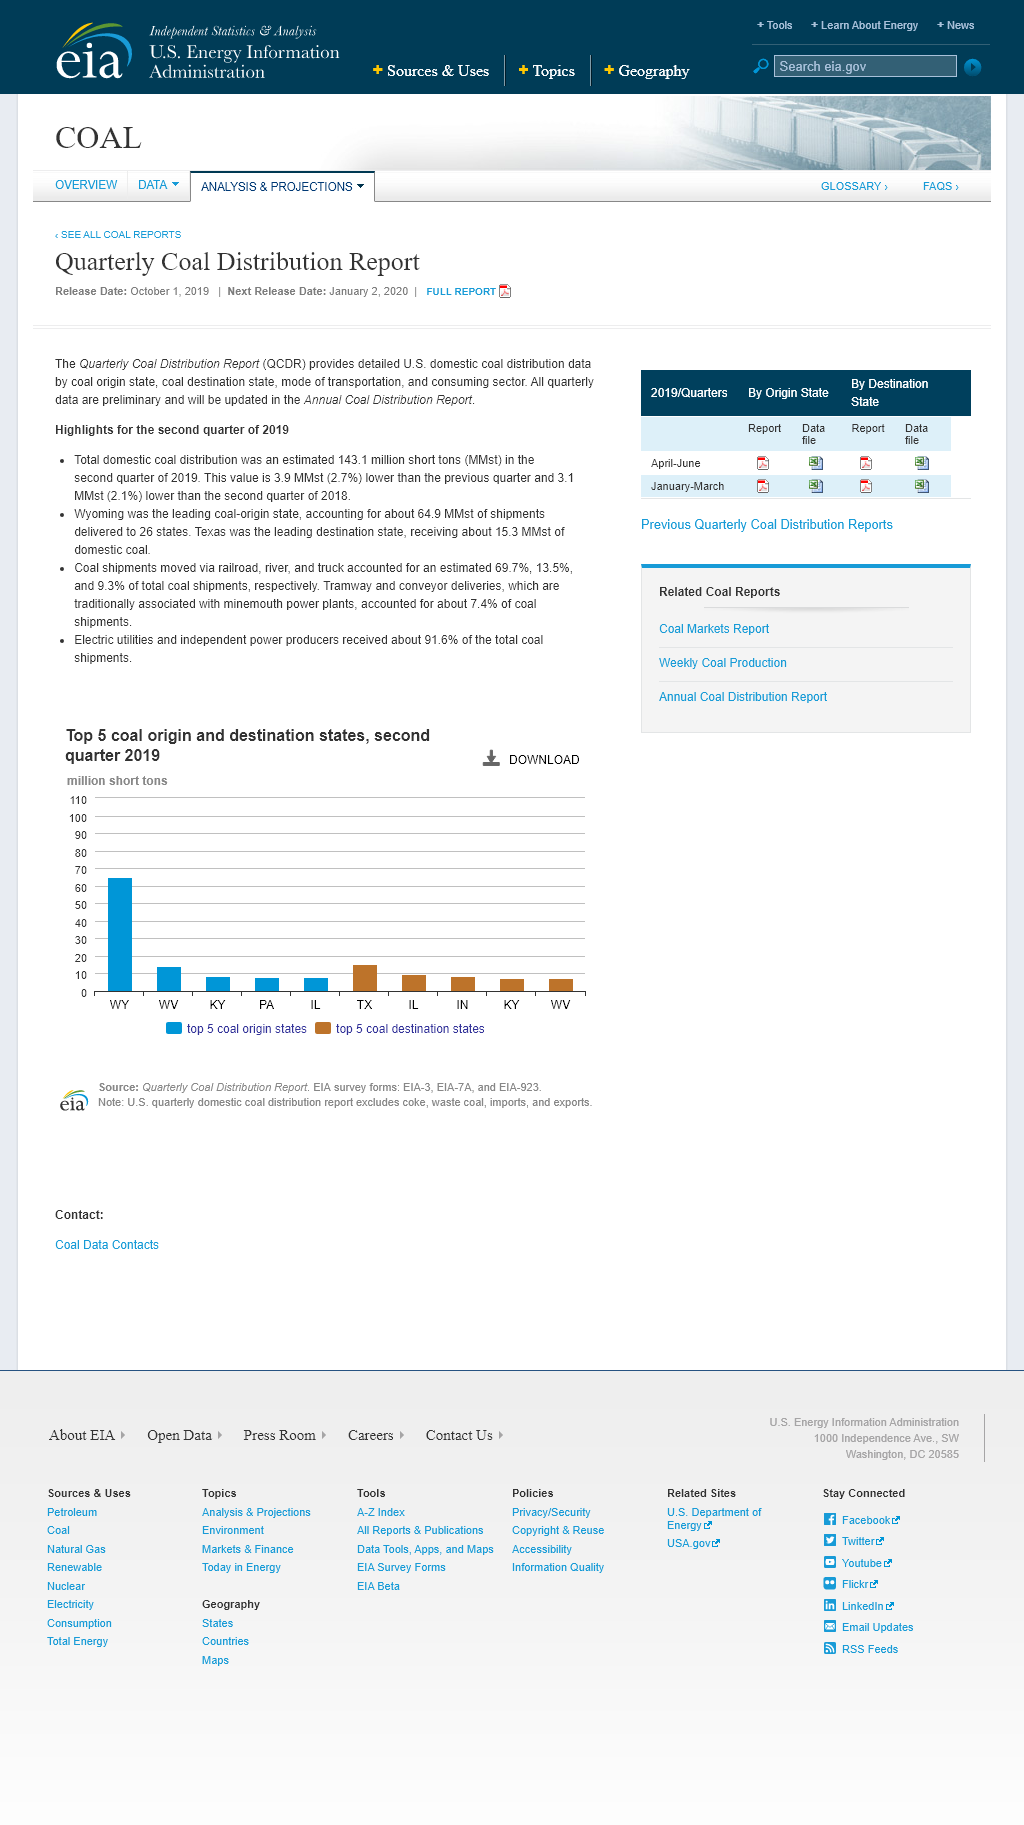 eia
Independent Statistics & Analysis
U.S. Energy Information
Administration
+ Sources & Uses
+ Topics
+ Geography
+ Tools
+ Learn About Energy
+ News
Search eia.gov
COAL
OVERVIEW
DATA
ANALYSIS & PROJECTIONS
GLOSSARY ›
FAQS ›
‹ SEE ALL COAL REPORTS
Quarterly Coal Distribution Report
Release Date: October 1, 2019 | Next Release Date: January 2, 2020 | FULL REPORT
The Quarterly Coal Distribution Report (QCDR) provides detailed U.S. domestic coal distribution data
by coal origin state, coal destination state, mode of transportation, and consuming sector. All quarterly
data are preliminary and will be updated in the Annual Coal Distribution Report.
Highlights for the second quarter of 2019
• Total domestic coal distribution was an estimated 143.1 million short tons (MMst) in the
second quarter of 2019. This value is 3.9 MMst (2.7%) lower than the previous quarter and 3.1
MMst (2.1%) lower than the second quarter of 2018.
• Wyoming was the leading coal-origin state, accounting for about 64.9 MMst of shipments
delivered to 26 states. Texas was the leading destination state, receiving about 15.3 MMst of
domestic coal.
• Coal shipments moved via railroad, river, and truck accounted for an estimated 69.7%, 13.5%,
and 9.3% of total coal shipments, respectively. Tramway and conveyor deliveries, which are
traditionally associated with minemouth power plants, accounted for about 7.4% of coal
shipments.
• Electric utilities and independent power producers received about 91.6% of the total coal
shipments.
2019/Quarters By Origin State By Destination
State
Report Data
file Report Data
file
April-June
January-March
Previous Quarterly Coal Distribution Reports
Related Coal Reports
Coal Markets Report
Weekly Coal Production
Annual Coal Distribution Report
Top 5 coal origin and destination states, second
quarter 2019
DOWNLOAD
million short tons
110
100
90
80
70
60
50
40
30
20
10
0
WY WV KY PA IL TX IL IN KY WV
top 5 coal origin states top 5 coal destination states
eia
Source: Quarterly Coal Distribution Report. EIA survey forms: EIA-3, EIA-7A, and EIA-923.
Note: U.S. quarterly domestic coal distribution report excludes coke, waste coal, imports, and exports.
Contact:
Coal Data Contacts
About EIA
Open Data
Press Room
Careers
Contact Us
U.S. Energy Information Administration
1000 Independence Ave., SW
Washington, DC 20585
Sources & Uses
Petroleum
Coal
Natural Gas
Renewable
Nuclear
Electricity
Consumption
Total Energy
Topics
Analysis & Projections
Environment
Markets & Finance
Today in Energy
Geography
States
Countries
Maps
Tools
A-Z Index
All Reports & Publications
Data Tools, Apps, and Maps
EIA Survey Forms
EIA Beta
Policies
Privacy/Security
Copyright & Reuse
Accessibility
Information Quality
Related Sites
U.S. Department of
Energy
USA.gov
Stay Connected
Facebook
Twitter
Youtube
Flickr
LinkedIn
Email Updates
RSS Feeds